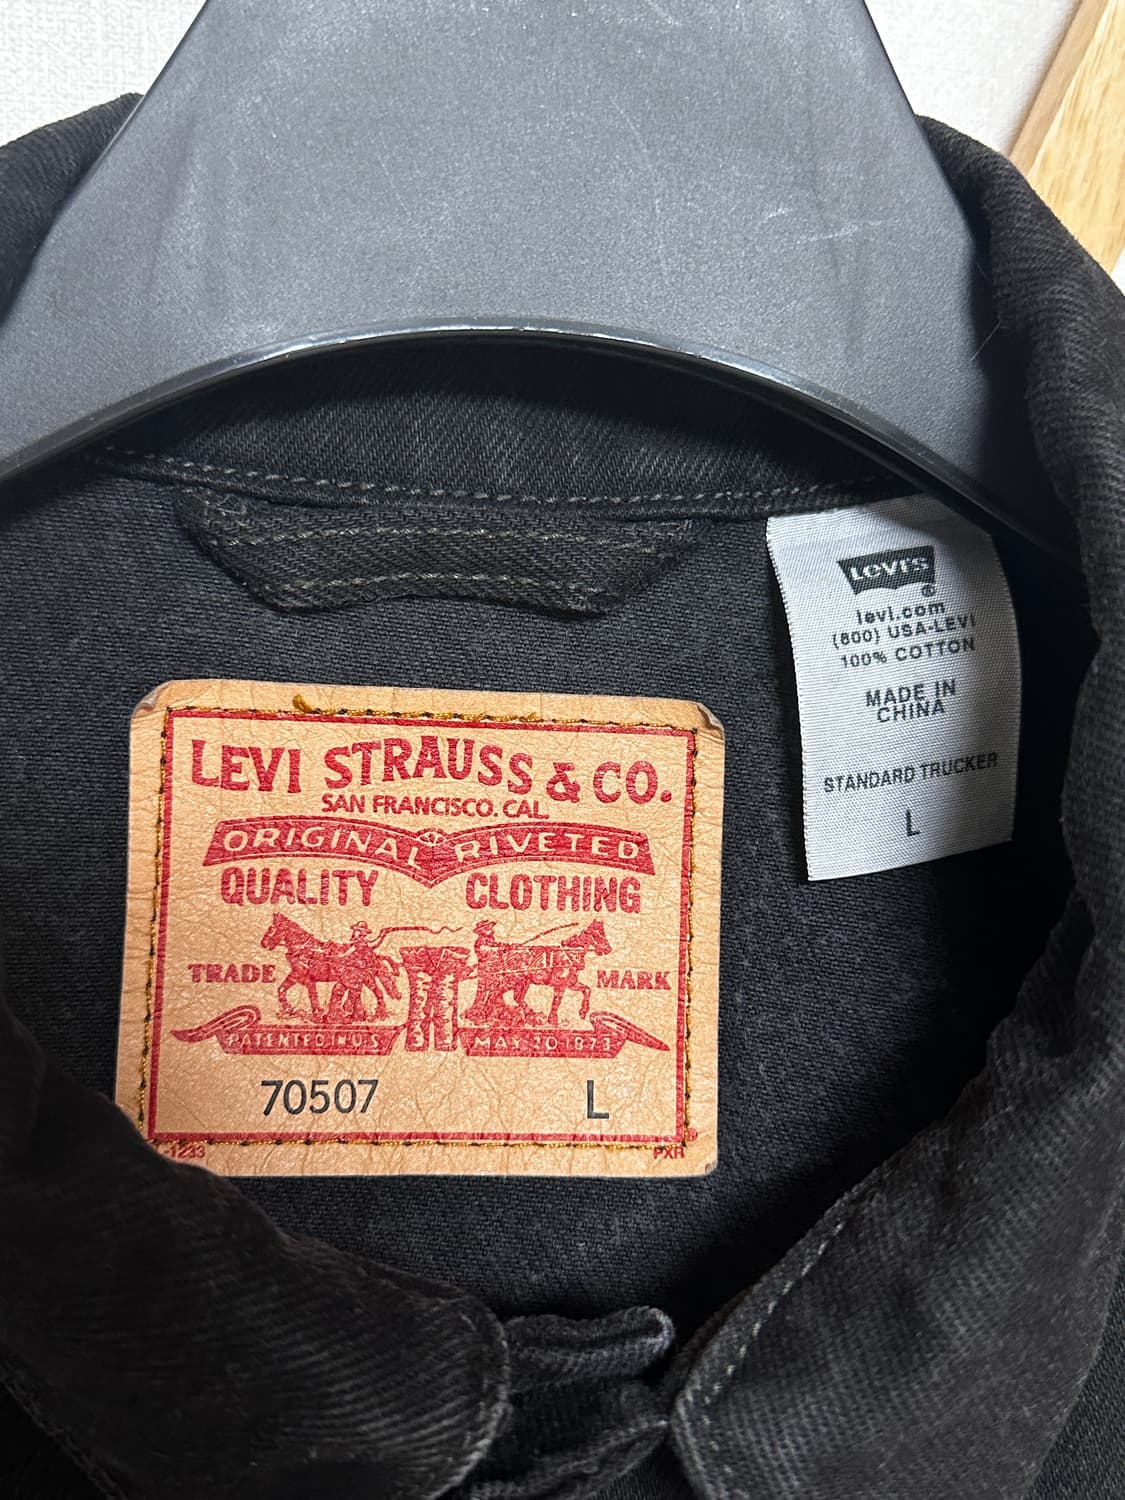 LEVI'S
®
levi.com
(800) USA-LEVI
100% COTTON
MADE IN
CHINA
STANDARD TRUCKER
L
LEVI STRAUSS & CO.
SAN FRANCISCO. CAL.
ORIGINAL RIVETED
QUALITY CLOTHING
TRADE MARK
PATENTED IN U.S. MAY 20 1873
70507 L
-1233 PXR